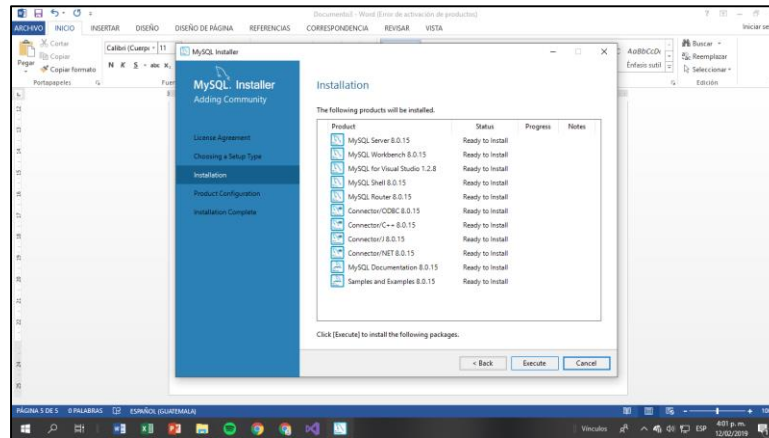 Documento3 - Word (Error de activación de productos)
ARCHIVO INICIO INSERTAR DISEÑO DISEÑO DE PÁGINA REFERENCIAS CORRESPONDENCIA REVISAR VISTA Iniciar se
Cortar
Copiar
Copiar formato
Pegar
Portapapeles
Calibri (Cuerpo 11
N K S abc
Fuen
AaBbCcDc
Énfasis sutil
Buscar
Reemplazar
Seleccionar
Edición
MySQL Installer
MySQL. Installer
Adding Community
License Agreement
Choosing a Setup Type
Installation
Product Configuration
Installation Complete
Installation
The following products will be installed.
Product Status Progress Notes
MySQL Server 8.0.15 Ready to Install
MySQL Workbench 8.0.15 Ready to Install
MySQL for Visual Studio 1.2.8 Ready to Install
MySQL Shell 8.0.15 Ready to Install
MySQL Router 8.0.15 Ready to Install
Connector/ODBC 8.0.15 Ready to Install
Connector/C++ 8.0.15 Ready to Install
Connector/J 8.0.15 Ready to Install
Connector/NET 8.0.15 Ready to Install
MySQL Documentation 8.0.15 Ready to Install
Samples and Examples 8.0.15 Ready to Install
Click [Execute] to install the following packages.
< Back Execute Cancel
PÁGINA 5 DE 5 0 PALABRAS ESPAÑOL (GUATEMALA)
Vínculos ESP 4:01 p. m.
12/02/2019